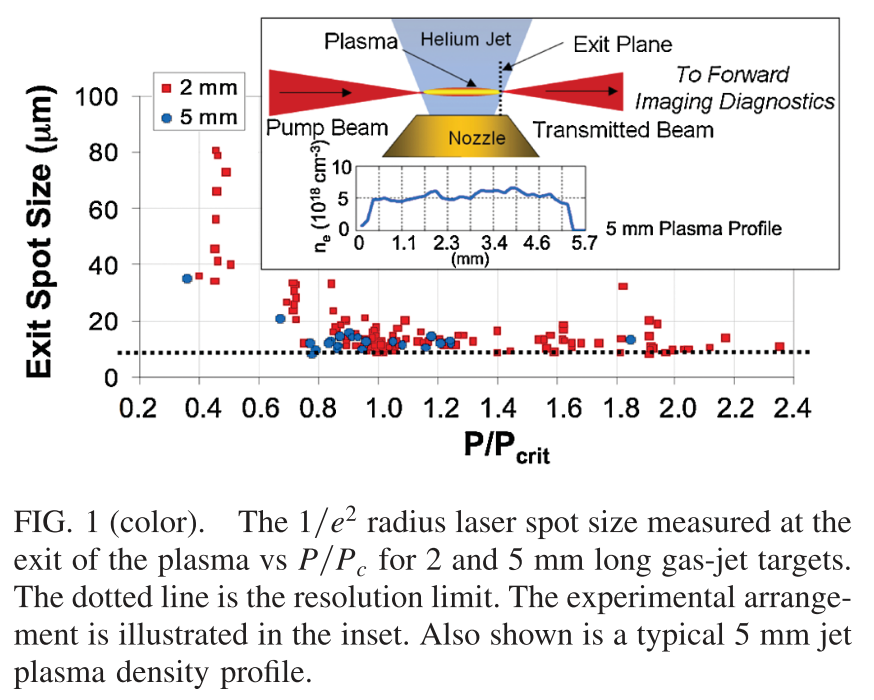 Plasma
Helium Jet
Exit Plane
To Forward
Imaging Diagnostics
Pump Beam
Nozzle
Transmitted Beam
10
5
0
nₑ (10¹⁸ cm⁻³)
0 1.1 2.3 3.4 4.6 5.7
(mm)
5 mm Plasma Profile
2 mm
5 mm
Exit Spot Size (μm)
100
80
60
40
20
0
0.2 0.4 0.6 0.8 1.0 1.2 1.4 1.6 1.8 2.0 2.2 2.4
P/P_crit
FIG. 1 (color). The 1/e² radius laser spot size measured at the
exit of the plasma vs P/P_c for 2 and 5 mm long gas-jet targets.
The dotted line is the resolution limit. The experimental arrange-
ment is illustrated in the inset. Also shown is a typical 5 mm jet
plasma density profile.